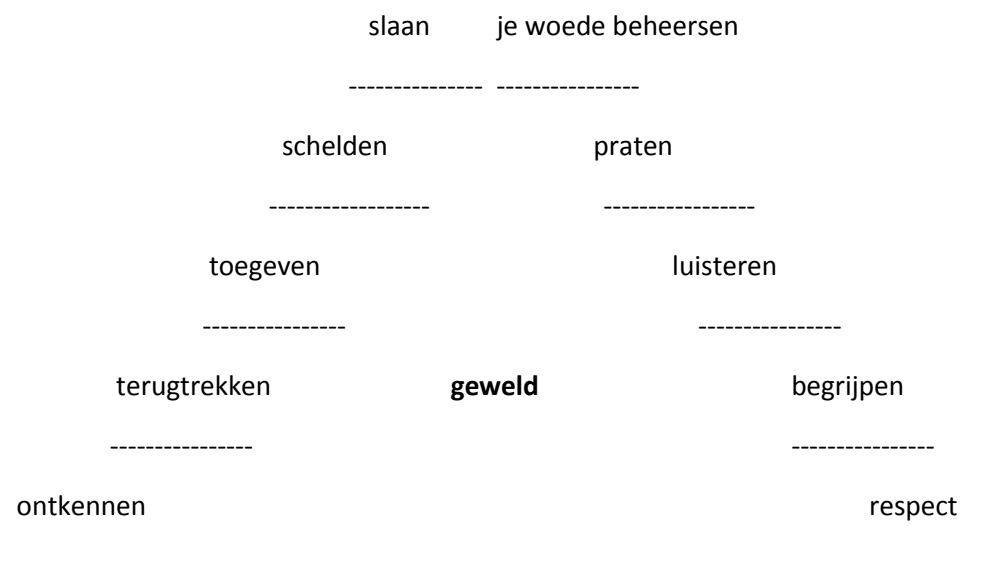 slaan je woede beheersen
--------------- ----------------
schelden praten
------------------ -----------------
toegeven luisteren
---------------- ----------------
terugtrekken geweld begrijpen
---------------- ----------------
ontkennen respect